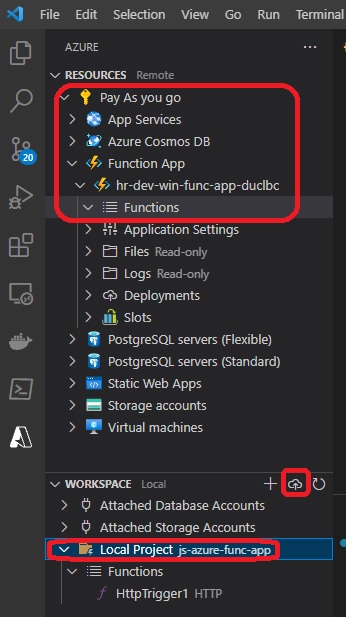 File Edit Selection View Go Run Terminal
AZURE
RESOURCES Remote
Pay As you go
App Services
Azure Cosmos DB
Function App
hr-dev-win-func-app-duclbc
Functions
Application Settings
Files Read-only
Logs Read-only
Deployments
Slots
PostgreSQL servers (Flexible)
PostgreSQL servers (Standard)
Static Web Apps
Storage accounts
Virtual machines
20
WORKSPACE Local
Attached Database Accounts
Attached Storage Accounts
Local Project js-azure-func-app
Functions
HttpTrigger1 HTTP